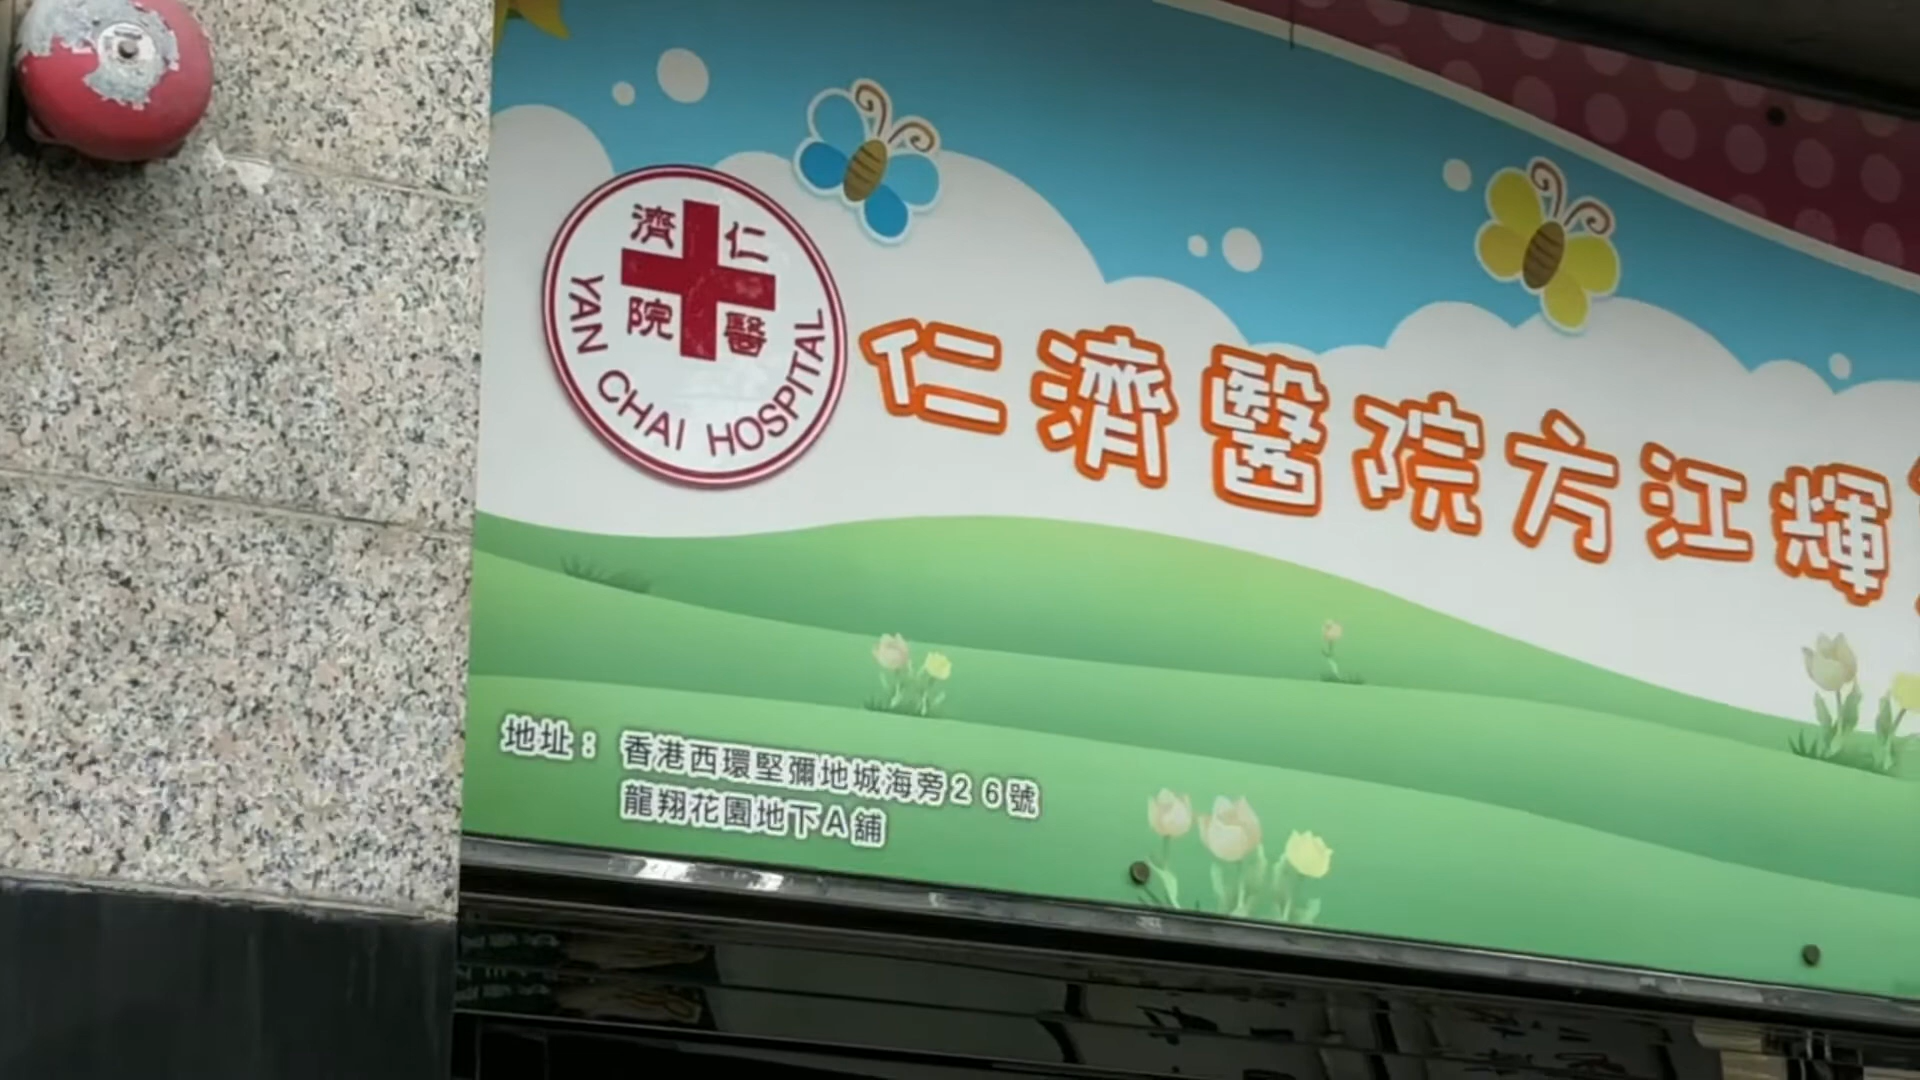 仁濟醫院
YAN CHAI HOSPITAL
仁濟醫院方江輝
地址：香港西環堅彌地城海旁26號
龍翔花園地下A舖